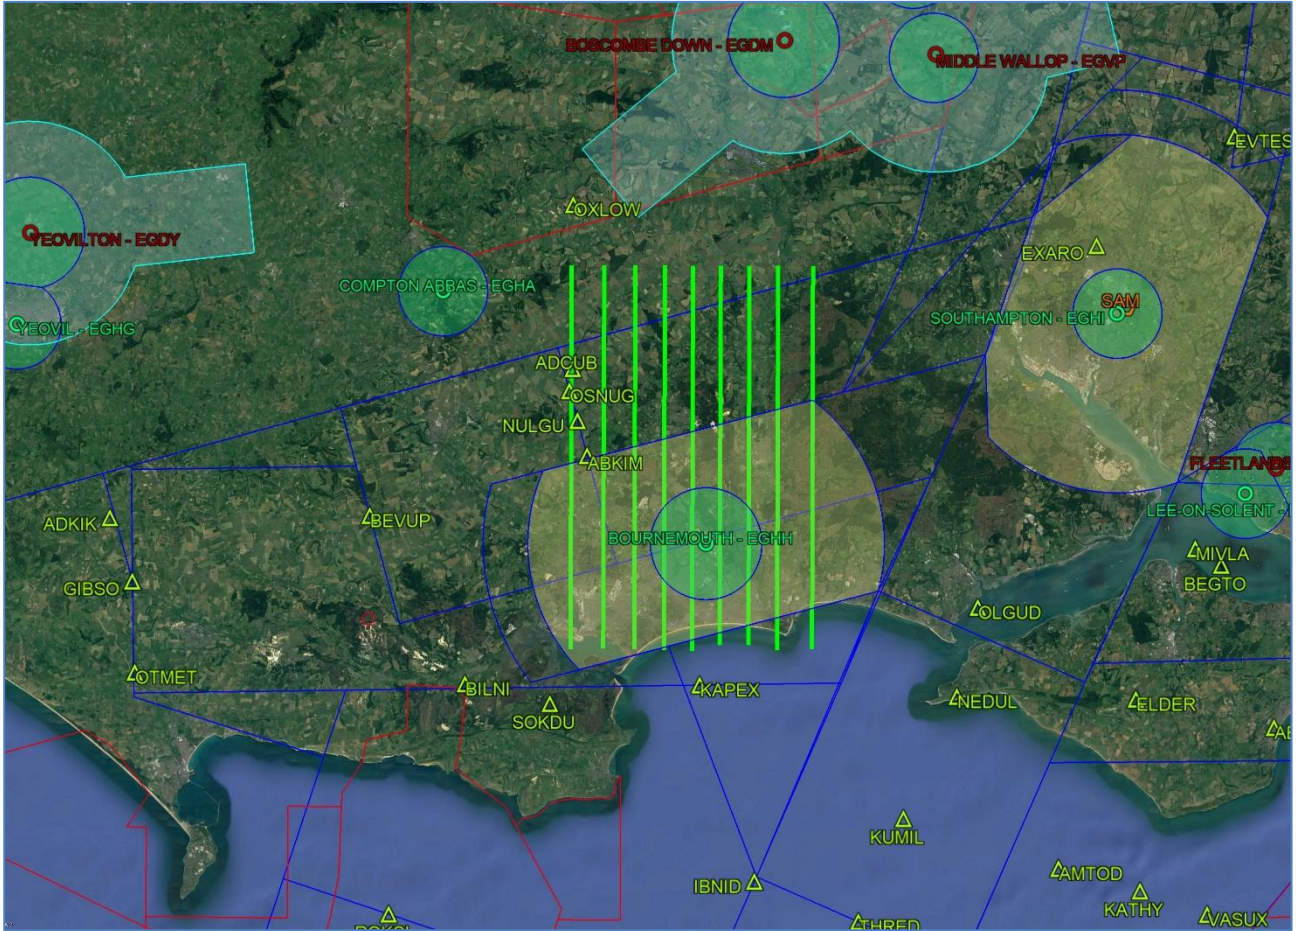 BOSCOMBE DOWN - EGDM
MIDDLE WALLOP - EGVP
EVTES
OXLOW
YEOVILTON - EGDY
EXARO
COMPTON ABBAS - EGHA
SAM
SOUTHAMPTON - EGHI
YEOVIL - EGHG
ADCUB
OSNUG
NULGU
ABKIM
FLEETLANDS
LEE-ON-SOLENT -
ADKIK
BEVUP
BOURNEMOUTH - EGHH
MIVLA
BEGTO
GIBSO
OLGUD
OTMET
BILNI
KAPEX
SOKDU
NEDUL
ELDER
KUMIL
IBNID
AMTOD
KATHY
VASUX
THRED